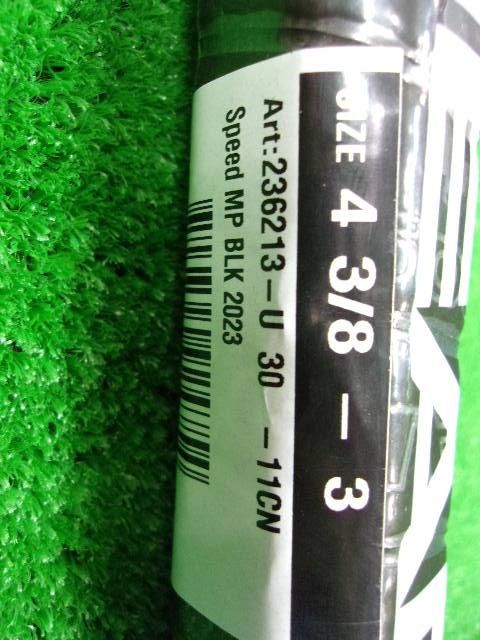 SIZE 4 3/8 - 3
Art:236213-U 30 -11CN
Speed MP BLK 2023